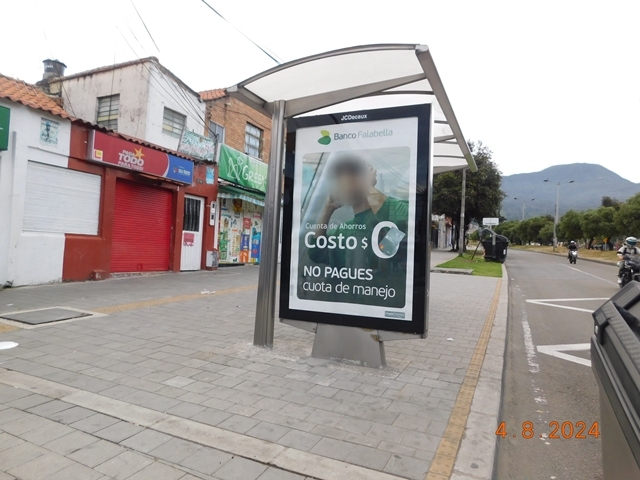 JCDecaux
Banco Falabella
Cuenta de Ahorros
Costo $0
NO PAGUES
cuota de manejo
TODO
4. 8. 2024